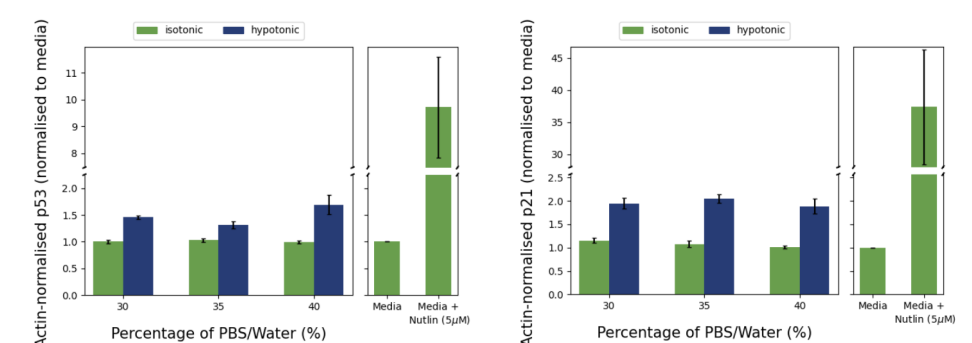 isotonic hypotonic
Actin-normalised p53 (normalised to media)
11
10
9
8
2.0
1.5
1.0
0.5
0.0
30 35 40
Percentage of PBS/Water (%)
Media
Media +
Nutlin (5µM)
isotonic hypotonic
Actin-normalised p21 (normalised to media)
45
40
35
30
2.5
2.0
1.5
1.0
0.5
0.0
30 35 40
Percentage of PBS/Water (%)
Media
Media +
Nutlin (5µM)